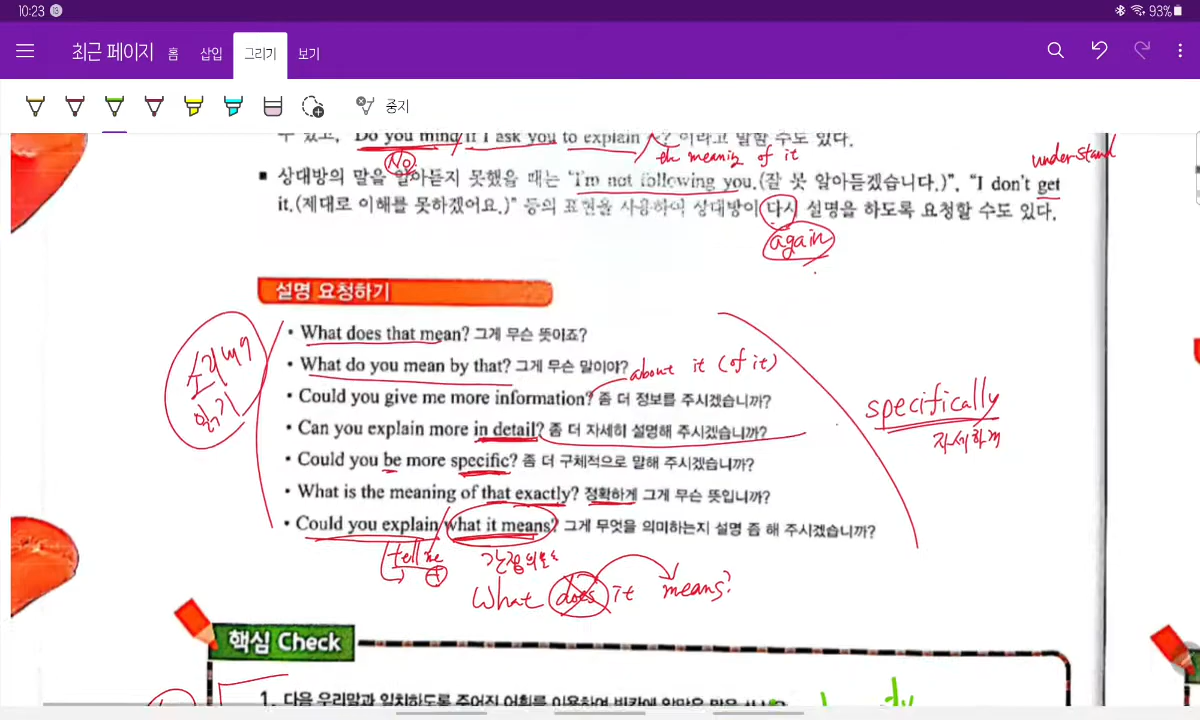 10:23
93%
최근 페이지 홈 삽입 그리기 보기
중지
수 있고, Do you mind if I ask you to explain ~? 이라고 말할 수도 있다.
No
the meaning of it
understand
■ 상대방의 말을 알아듣지 못했을 때는 'I'm not following you.(잘 못 알아듣겠습니다.)", "I don't get
it.(제대로 이해를 못하겠어요.)" 등의 표현을 사용하여 상대방이 다시 설명을 하도록 요청할 수도 있다.
again
설명 요청하기
• What does that mean? 그게 무슨 뜻이죠?
• What do you mean by that? 그게 무슨 말이야?
about it (of it)
• Could you give me more information? 좀 더 정보를 주시겠습니까?
specifically
• Can you explain more in detail? 좀 더 자세히 설명해 주시겠습니까?
자세하게
• Could you be more specific? 좀 더 구체적으로 말해 주시겠습니까?
• What is the meaning of that exactly? 정확하게 그게 무슨 뜻입니까?
• Could you explain what it means? 그게 무엇을 의미하는지 설명 좀 해 주시겠습니까?
tell me
간접의문문
What does it means?
핵심 Check
1. 다음 우리말과 일치하도록 주어진 어휘를 이용하여 빈칸에 알맞은 말을 쓰시오.